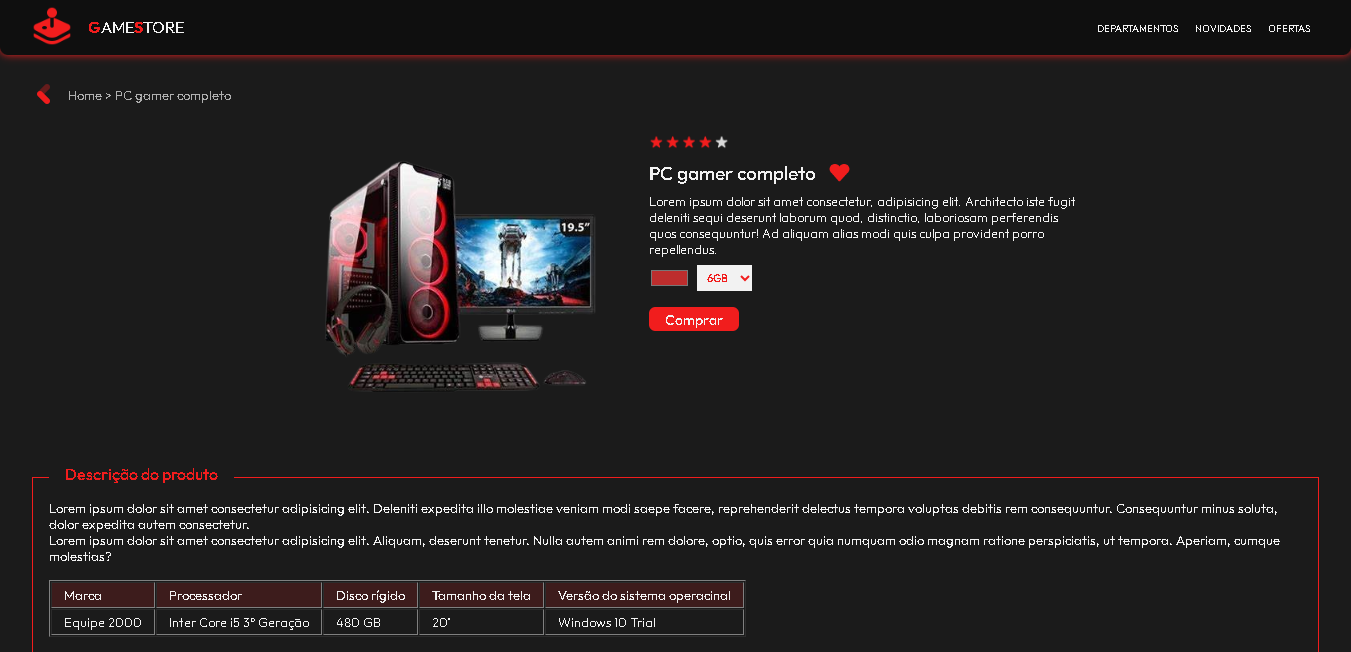 GAMESTORE
DEPARTAMENTOS NOVIDADES OFERTAS
Home > PC gamer completo
19.5"
PC gamer completo
Lorem ipsum dolor sit amet consectetur, adipisicing elit. Architecto iste fugit
deleniti sequi deserunt laborum quod, distinctio, laboriosam perferendis
quos consequuntur! Ad aliquam alias modi quis culpa provident porro
repellendus.
6GB
Comprar
Descrição do produto
Lorem ipsum dolor sit amet consectetur adipisicing elit. Deleniti expedita illo molestiae veniam modi saepe facere, reprehenderit delectus tempora voluptas debitis rem consequuntur. Consequuntur minus soluta,
dolor expedita autem consectetur.
Lorem ipsum dolor sit amet consectetur adipisicing elit. Aliquam, deserunt tenetur. Nulla autem animi rem dolore, optio, quis error quia numquam odio magnam ratione perspiciatis, ut tempora. Aperiam, cumque
molestias?
Marca Processador Disco rígido Tamanho da tela Versão do sistema operacinal
Equipe 2000 Inter Core i5 3º Geração 480 GB 20" Windows 10 Trial